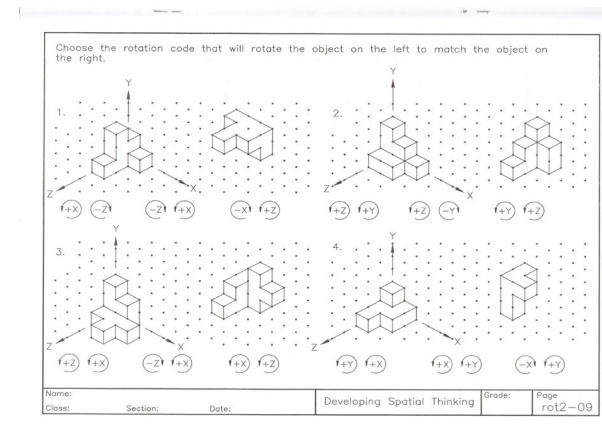 Choose the rotation code that will rotate the object on the left to match the object on
the right.
Y Y
1. 2.
Z X Z X
+X -Z -Z +X -X +Z +Z +Y +Z -Y +Y +Z
Y Y
3. 4.
Z X Z X
+Z +X -Z +X +X +Z +Y +X +X +Y -X +Y
Name: Developing Spatial Thinking Grade: Page
Class: Section: Date: rot2-09